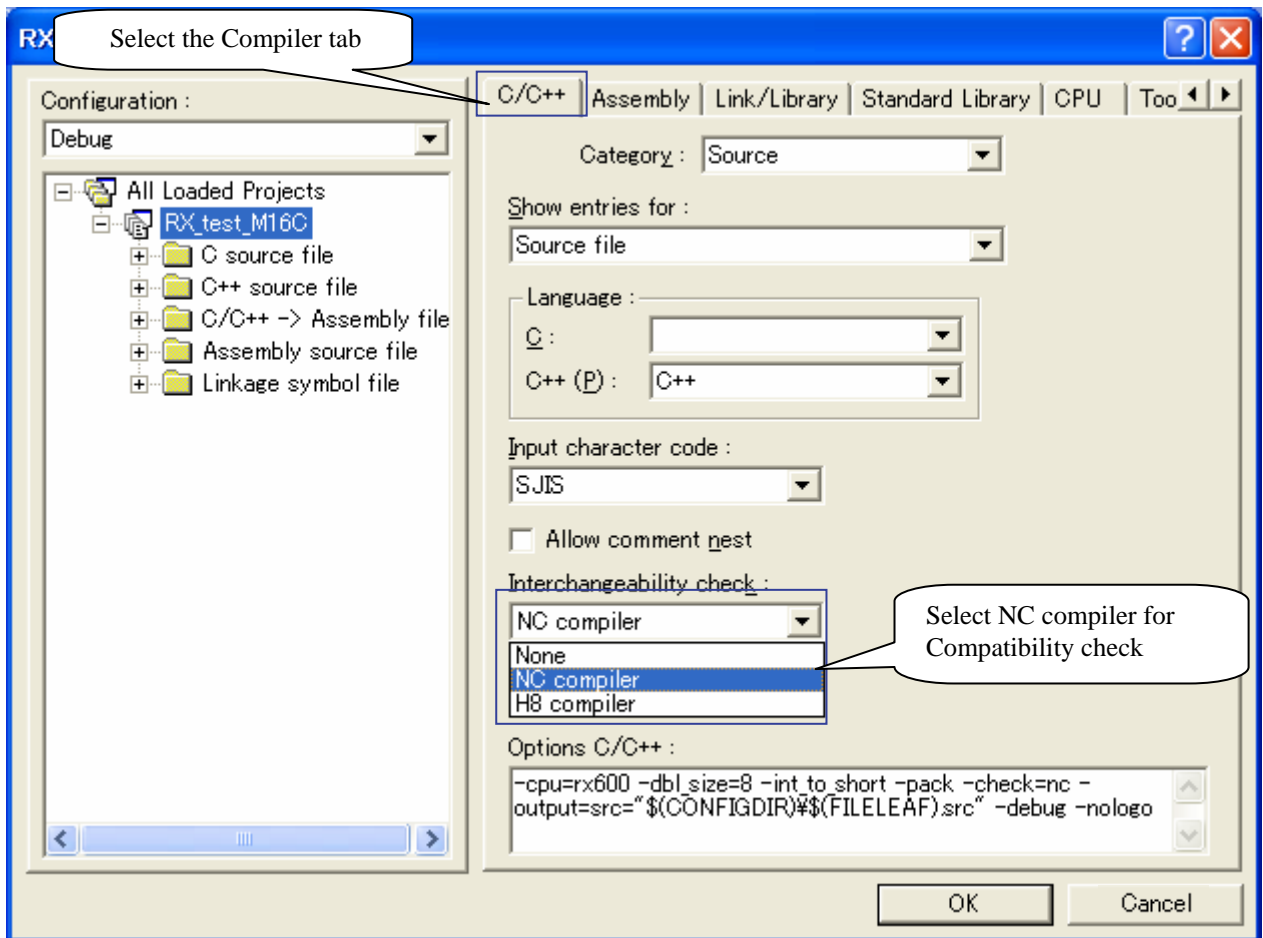 RX
Select the Compiler tab
Configuration :
Debug
All Loaded Projects
RX_test_M16C
C source file
C++ source file
C/C++ -> Assembly file
Assembly source file
Linkage symbol file
C/C++ Assembly Link/Library Standard Library CPU Too
Category : Source
Show entries for :
Source file
Language :
C :
C++ (P) : C++
Input character code :
SJIS
Allow comment nest
Interchangeability check :
NC compiler
None
NC compiler
H8 compiler
Select NC compiler for
Compatibility check
Options C/C++ :
-cpu=rx600 -dbl_size=8 -int_to_short -pack -check=nc -
output=src="$(CONFIGDIR)¥$(FILELEAF).src" -debug -nologo
OK Cancel